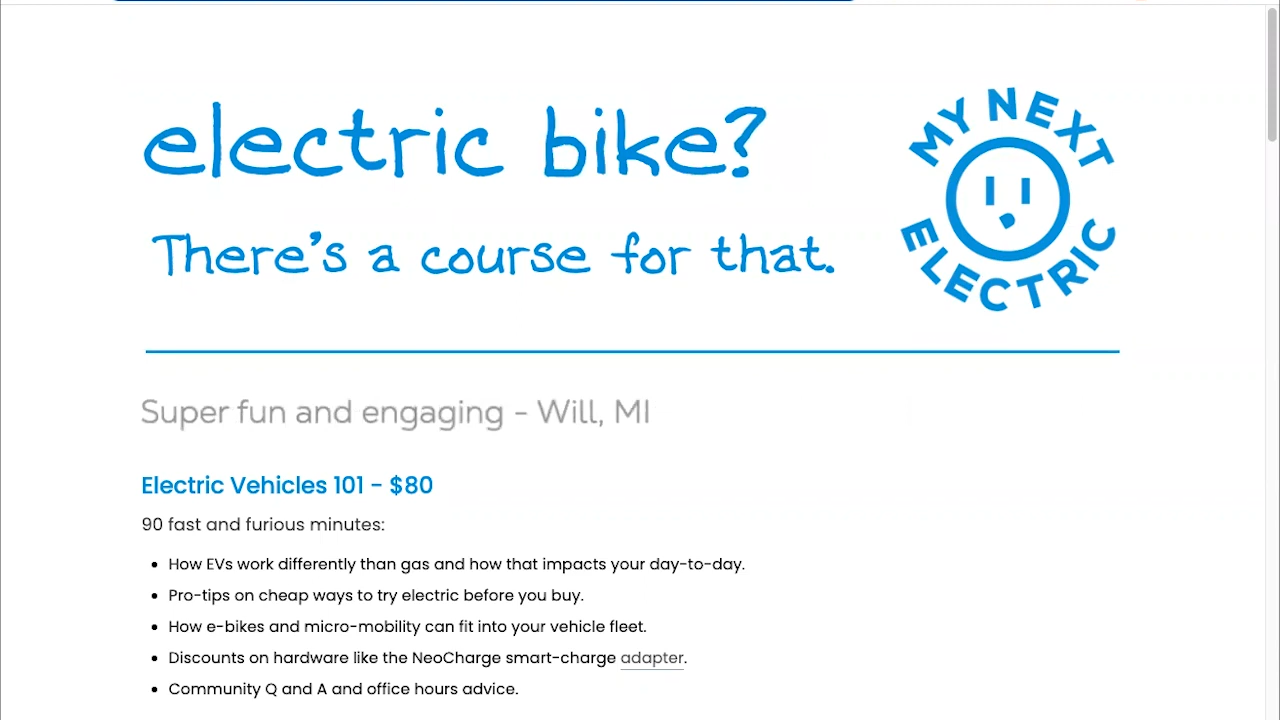 electric bike?
There's a course for that.
MY NEXT
ELECTRIC
Super fun and engaging - Will, MI
Electric Vehicles 101 - $80
90 fast and furious minutes:
• How EVs work differently than gas and how that impacts your day-to-day.
• Pro-tips on cheap ways to try electric before you buy.
• How e-bikes and micro-mobility can fit into your vehicle fleet.
• Discounts on hardware like the NeoCharge smart-charge adapter.
• Community Q and A and office hours advice.